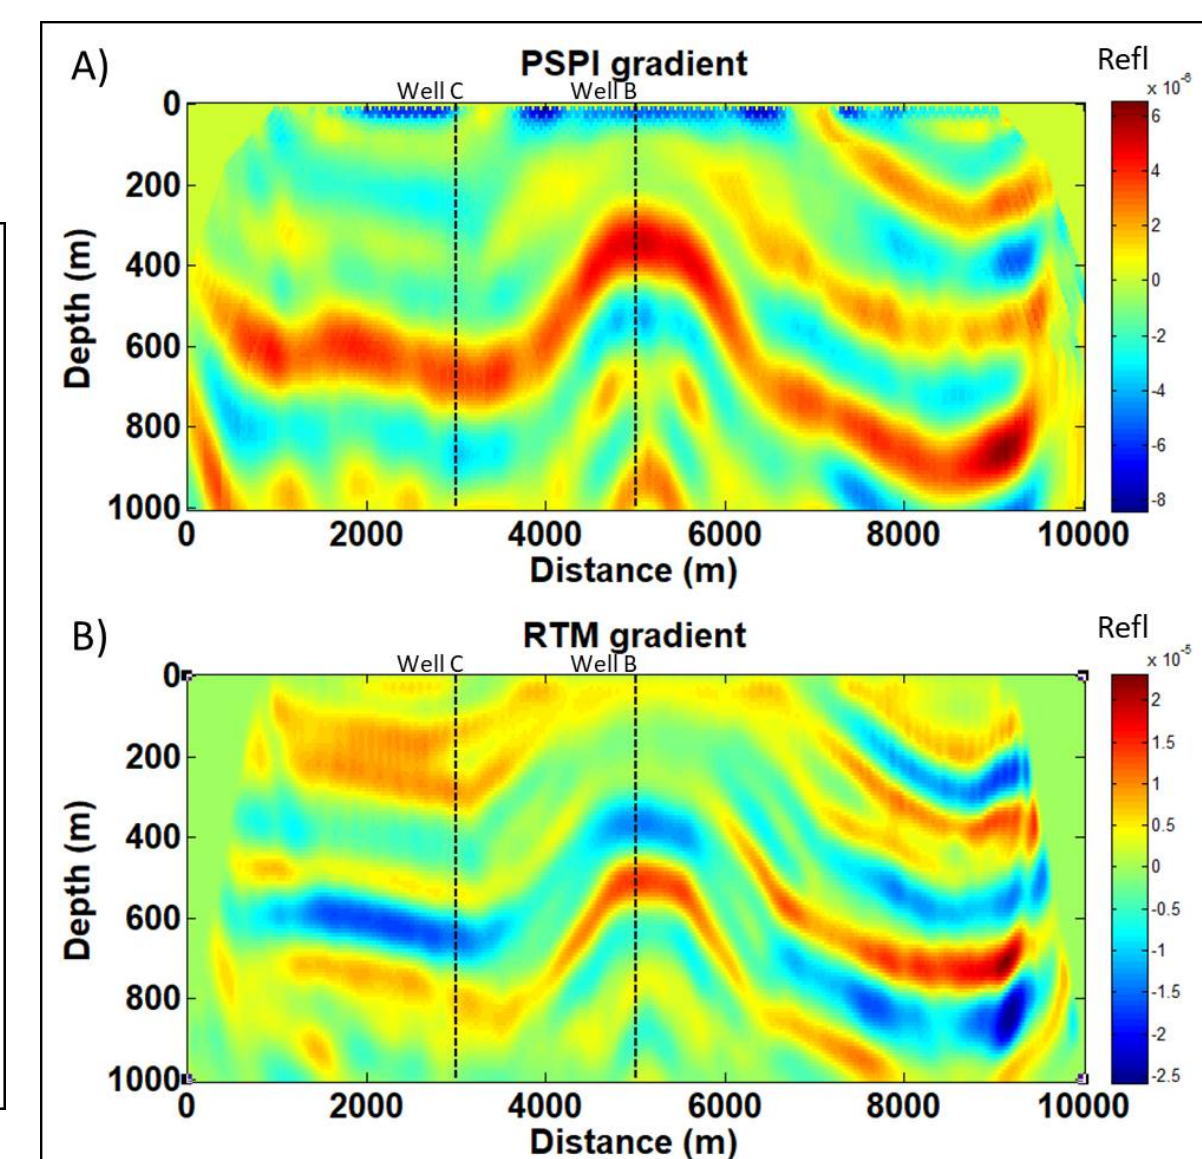 A)
PSPI gradient
Refl
x 10⁻⁶
Well C
Well B
0
200
400
600
800
1000
Depth (m)
0
2000
4000
6000
8000
10000
Distance (m)
6
4
2
0
-2
-4
-6
-8
B)
RTM gradient
Refl
x 10⁻⁵
Well C
Well B
0
200
400
600
800
1000
Depth (m)
0
2000
4000
6000
8000
10000
Distance (m)
2
1.5
1
0.5
0
-0.5
-1
-1.5
-2
-2.5